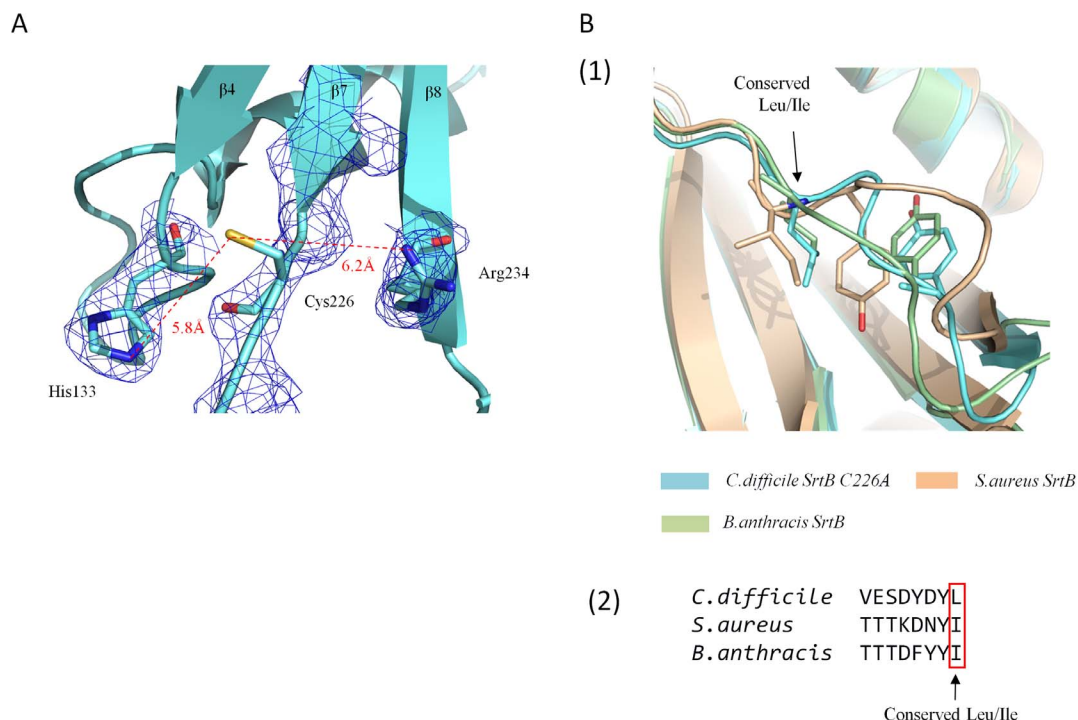 A
β4
β7
β8
6.2Å
Arg234
Cys226
5.8Å
His133
B
(1)
Conserved
Leu/Ile
C.difficile SrtB C226A
S.aureus SrtB
B.anthracis SrtB
(2)
C.difficile VESDYDYL
S.aureus TTTKDNYI
B.anthracis TTTDFYYI
Conserved Leu/Ile